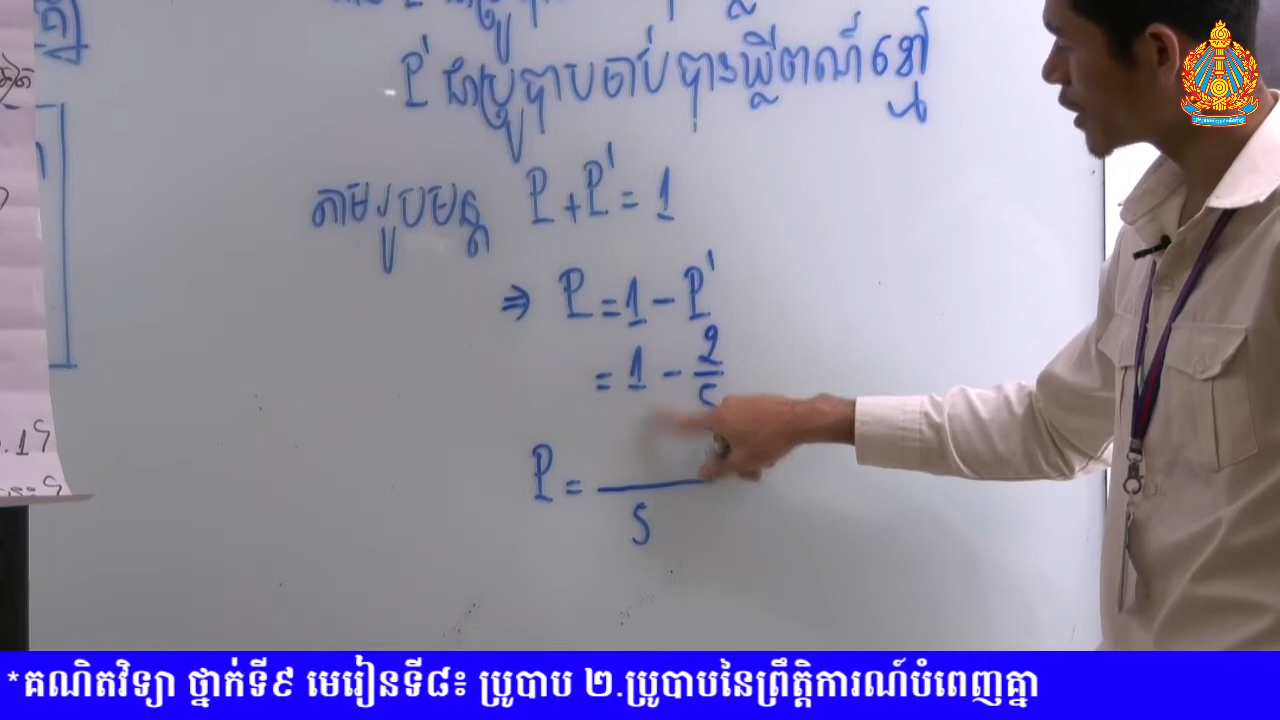 P' ជាប្រូបាបចាប់បានឃ្លីពណ៌ខ្មៅ
តាមរូបមន្ត P + P' = 1
⇒ P = 1 - P'
= 1 - 2/5
P = /5
*គណិតវិទ្យា ថ្នាក់ទី៩ មេរៀនទី៨៖ ប្រូបាប ២.ប្រូបាបនៃព្រឹត្តិការណ៍បំពេញគ្នា